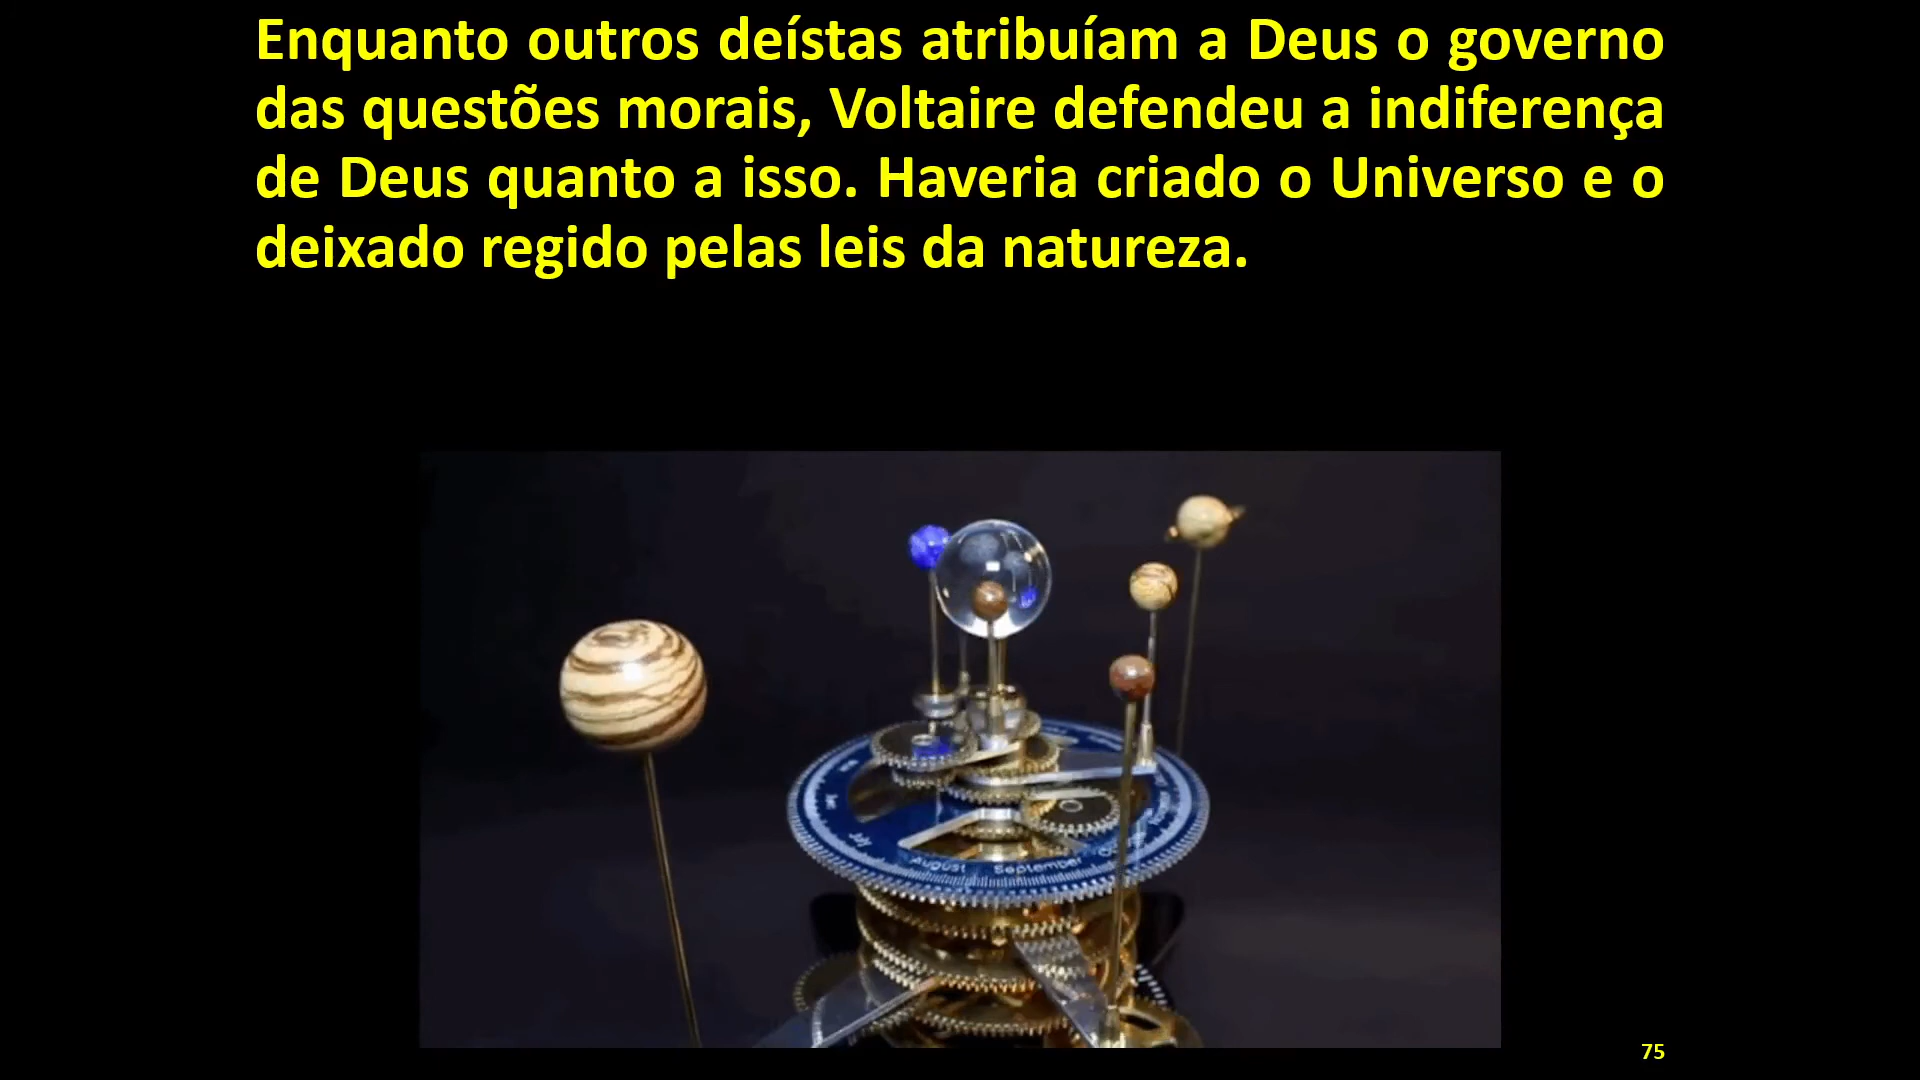 Enquanto outros deístas atribuíam a Deus o governo
das questões morais, Voltaire defendeu a indiferença
de Deus quanto a isso. Haveria criado o Universo e o
deixado regido pelas leis da natureza.
July
August
September
75